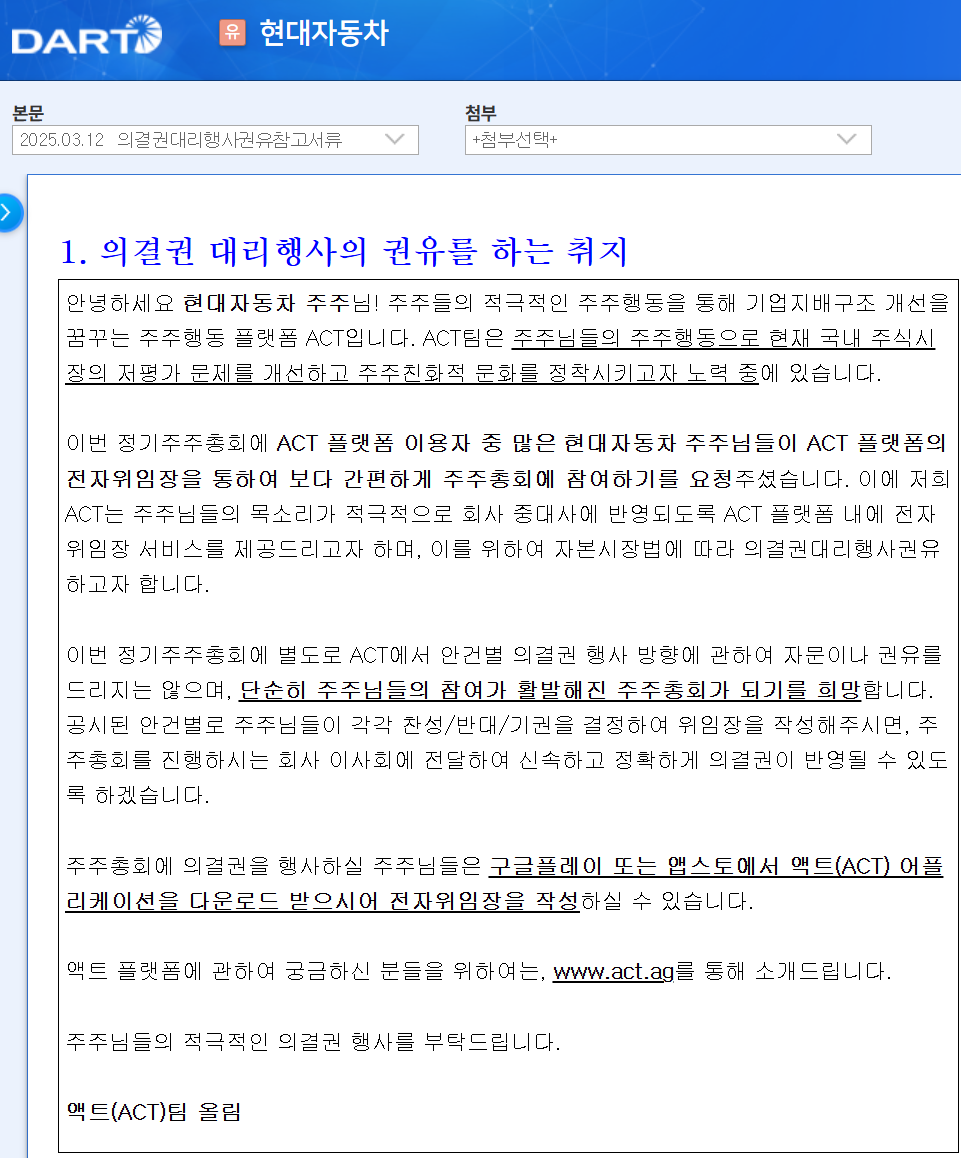 DART
유 현대자동차
본문
첨부
2025.03.12 의결권대리행사권유참고서류
+첨부선택+
1. 의결권 대리행사의 권유를 하는 취지
안녕하세요 현대자동차 주주님! 주주들의 적극적인 주주행동을 통해 기업지배구조 개선을
꿈꾸는 주주행동 플랫폼 ACT입니다. ACT팀은 주주님들의 주주행동으로 현재 국내 주식시
장의 저평가 문제를 개선하고 주주친화적 문화를 정착시키고자 노력 중에 있습니다.
이번 정기주주총회에 ACT 플랫폼 이용자 중 많은 현대자동차 주주님들이 ACT 플랫폼의
전자위임장을 통하여 보다 간편하게 주주총회에 참여하기를 요청주셨습니다. 이에 저희
ACT는 주주님들의 목소리가 적극적으로 회사 중대사에 반영되도록 ACT 플랫폼 내에 전자
위임장 서비스를 제공드리고자 하며, 이를 위하여 자본시장법에 따라 의결권대리행사권유
하고자 합니다.
이번 정기주주총회에 별도로 ACT에서 안건별 의결권 행사 방향에 관하여 자문이나 권유를
드리지는 않으며, 단순히 주주님들의 참여가 활발해진 주주총회가 되기를 희망합니다.
공시된 안건별로 주주님들이 각각 찬성/반대/기권을 결정하여 위임장을 작성해주시면, 주
주총회를 진행하시는 회사 이사회에 전달하여 신속하고 정확하게 의결권이 반영될 수 있도
록 하겠습니다.
주주총회에 의결권을 행사하실 주주님들은 구글플레이 또는 앱스토에서 액트(ACT) 어플
리케이션을 다운로드 받으시어 전자위임장을 작성하실 수 있습니다.
액트 플랫폼에 관하여 궁금하신 분들을 위하여는, www.act.ag를 통해 소개드립니다.
주주님들의 적극적인 의결권 행사를 부탁드립니다.
액트(ACT)팀 올림